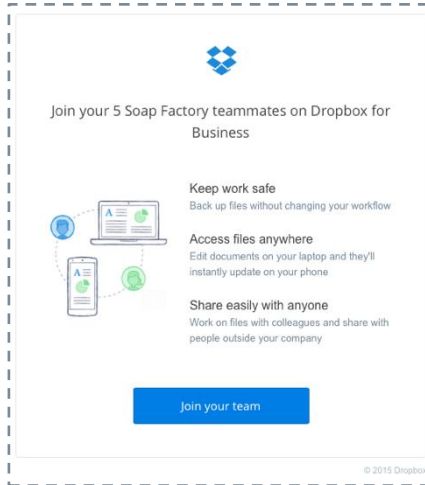 Join your 5 Soap Factory teammates on Dropbox for
Business
Keep work safe
Back up files without changing your workflow
A
Access files anywhere
Edit documents on your laptop and they'll
instantly update on your phone
A
Share easily with anyone
Work on files with colleagues and share with
people outside your company
Join your team
© 2015 Dropbox